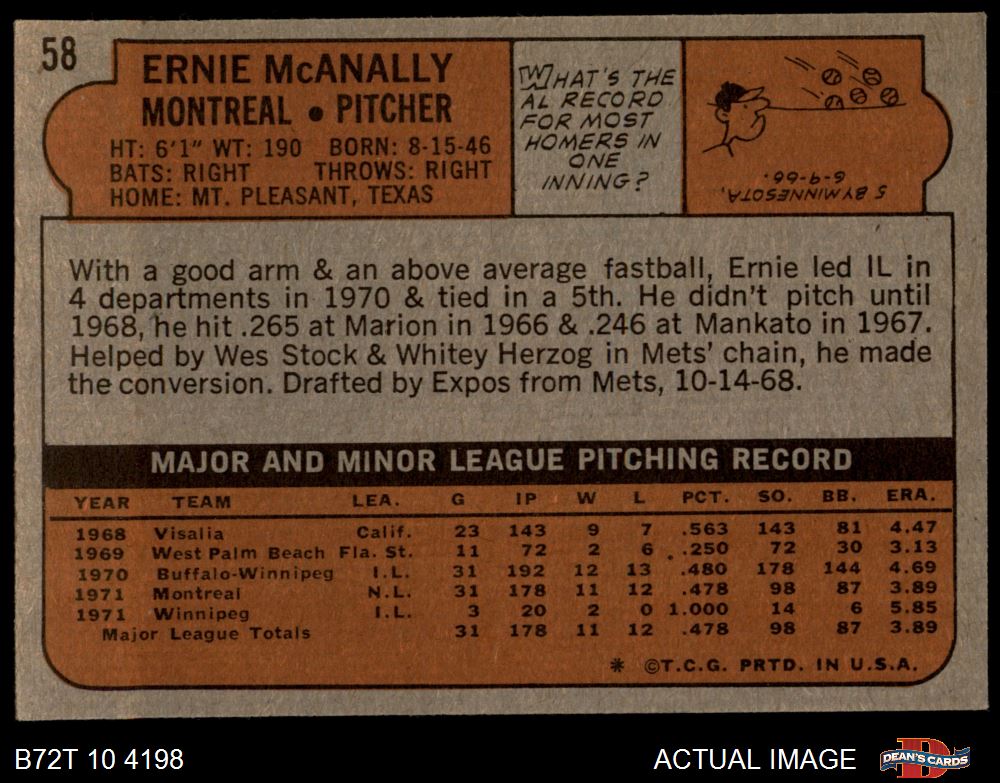 58
ERNIE McANALLY
MONTREAL • PITCHER
HT: 6'1" WT: 190 BORN: 8-15-46
BATS: RIGHT THROWS: RIGHT
HOME: MT. PLEASANT, TEXAS
WHAT'S THE
AL RECORD
FOR MOST
HOMERS IN
ONE
INNING?
5 BY MINNESOTA,
6-9-66.
With a good arm & an above average fastball, Ernie led IL in
4 departments in 1970 & tied in a 5th. He didn't pitch until
1968, he hit .265 at Marion in 1966 & .246 at Mankato in 1967.
Helped by Wes Stock & Whitey Herzog in Mets' chain, he made
the conversion. Drafted by Expos from Mets, 10-14-68.
MAJOR AND MINOR LEAGUE PITCHING RECORD
YEAR TEAM LEA. G IP W L PCT. SO. BB. ERA.
1968 Visalia Calif. 23 143 9 7 .563 143 81 4.47
1969 West Palm Beach Fla. St. 11 72 2 6 .250 72 30 3.13
1970 Buffalo-Winnipeg I.L. 31 192 12 13 .480 178 144 4.69
1971 Montreal N.L. 31 178 11 12 .478 98 87 3.89
1971 Winnipeg I.L. 3 20 2 0 1.000 14 6 5.85
Major League Totals 31 178 11 12 .478 98 87 3.89
* ©T.C.G. PRTD. IN U.S.A.
B72T 10 4198
ACTUAL IMAGE
D
DEAN'S CARDS